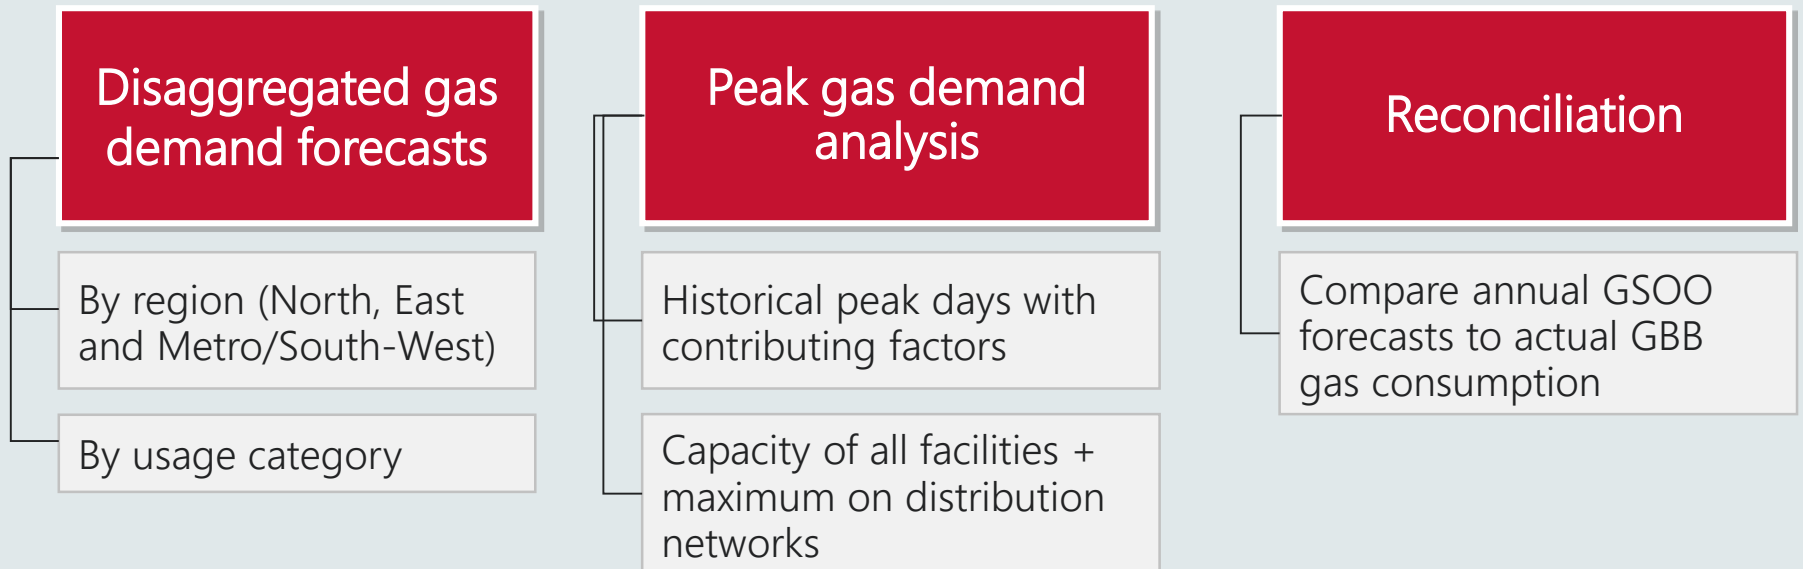 Disaggregated gas
demand forecasts
By region (North, East
and Metro/South-West)
By usage category
Peak gas demand
analysis
Historical peak days with
contributing factors
Capacity of all facilities +
maximum on distribution
networks
Reconciliation
Compare annual GSOO
forecasts to actual GBB
gas consumption